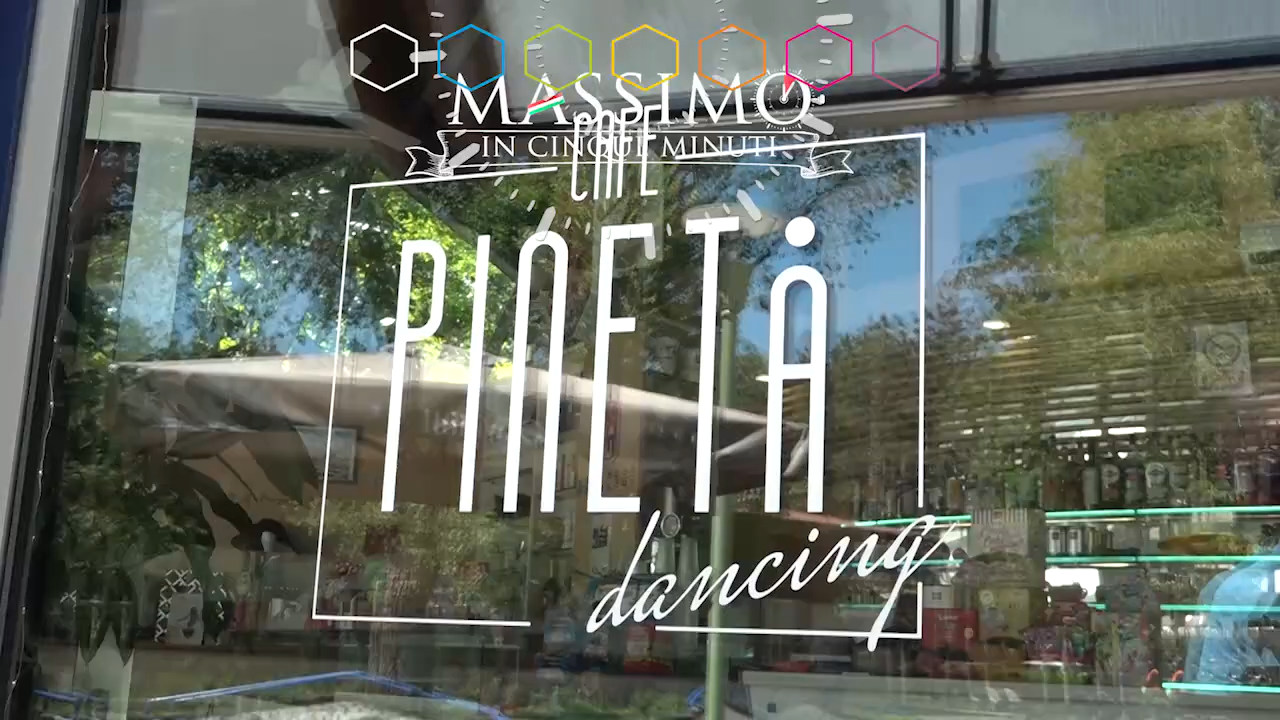 MASSIMO
IN CINQUE MINUTI
CAFE
PINETA
dancing